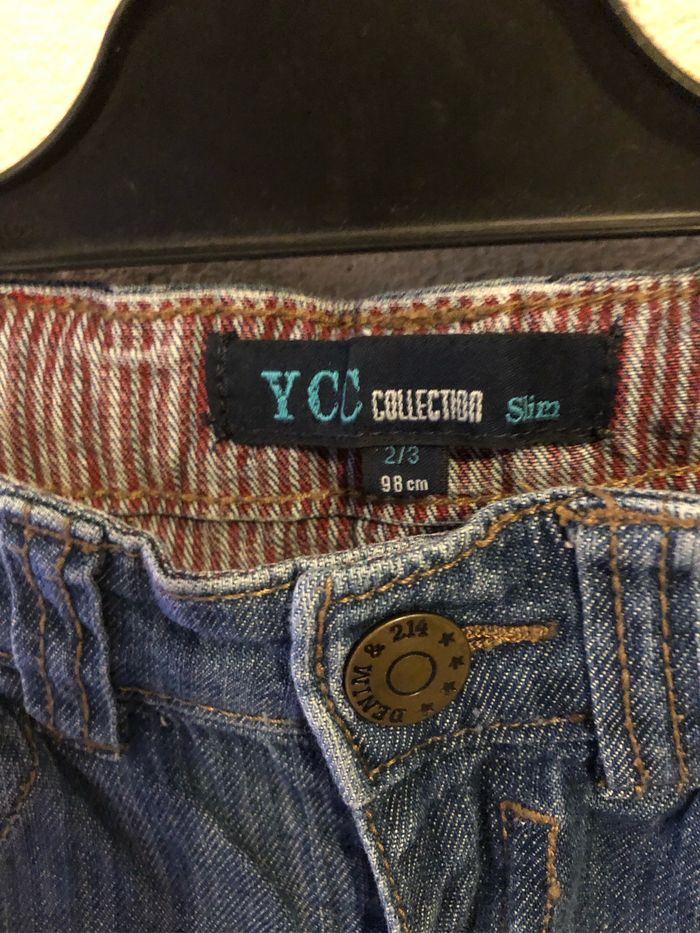 YCC COLLECTION Slim
2/3
98 cm
DENIM & 214